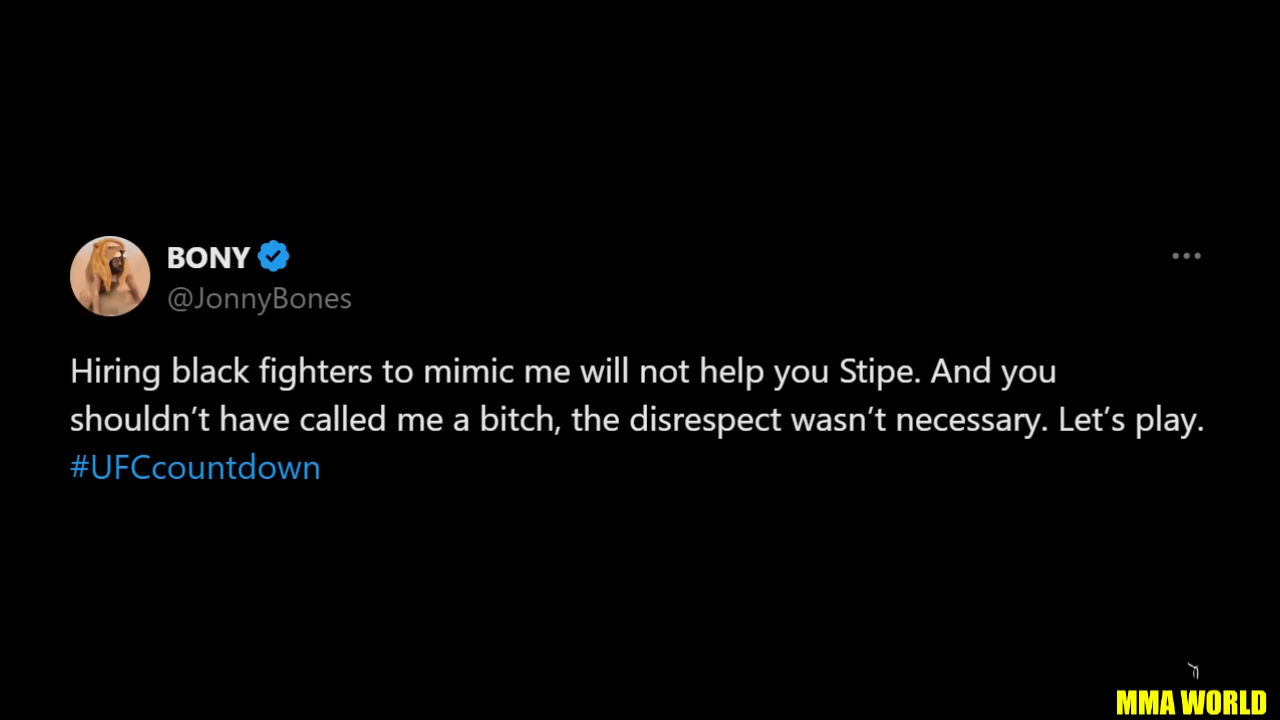 BONY
@JonnyBones
Hiring black fighters to mimic me will not help you Stipe. And you
shouldn’t have called me a bitch, the disrespect wasn’t necessary. Let’s play.
#UFCcountdown
MMA WORLD